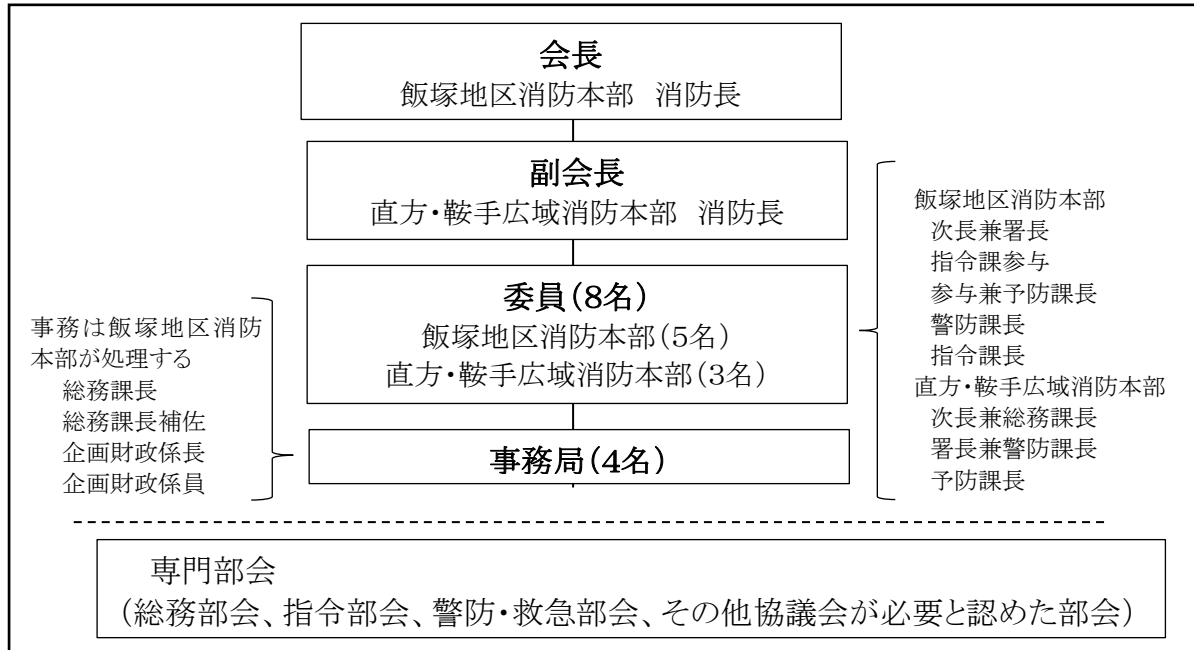 会長
飯塚地区消防本部 消防長
副会長
直方・鞍手広域消防本部 消防長
委員(8名)
飯塚地区消防本部(5名)
直方・鞍手広域消防本部(3名)
事務局(4名)
事務は飯塚地区消防
本部が処理する
総務課長
総務課長補佐
企画財政係長
企画財政係員
飯塚地区消防本部
次長兼署長
指令課参与
参与兼予防課長
警防課長
指令課長
直方・鞍手広域消防本部
次長兼総務課長
署長兼警防課長
予防課長
専門部会
(総務部会、指令部会、警防・救急部会、その他協議会が必要と認めた部会)